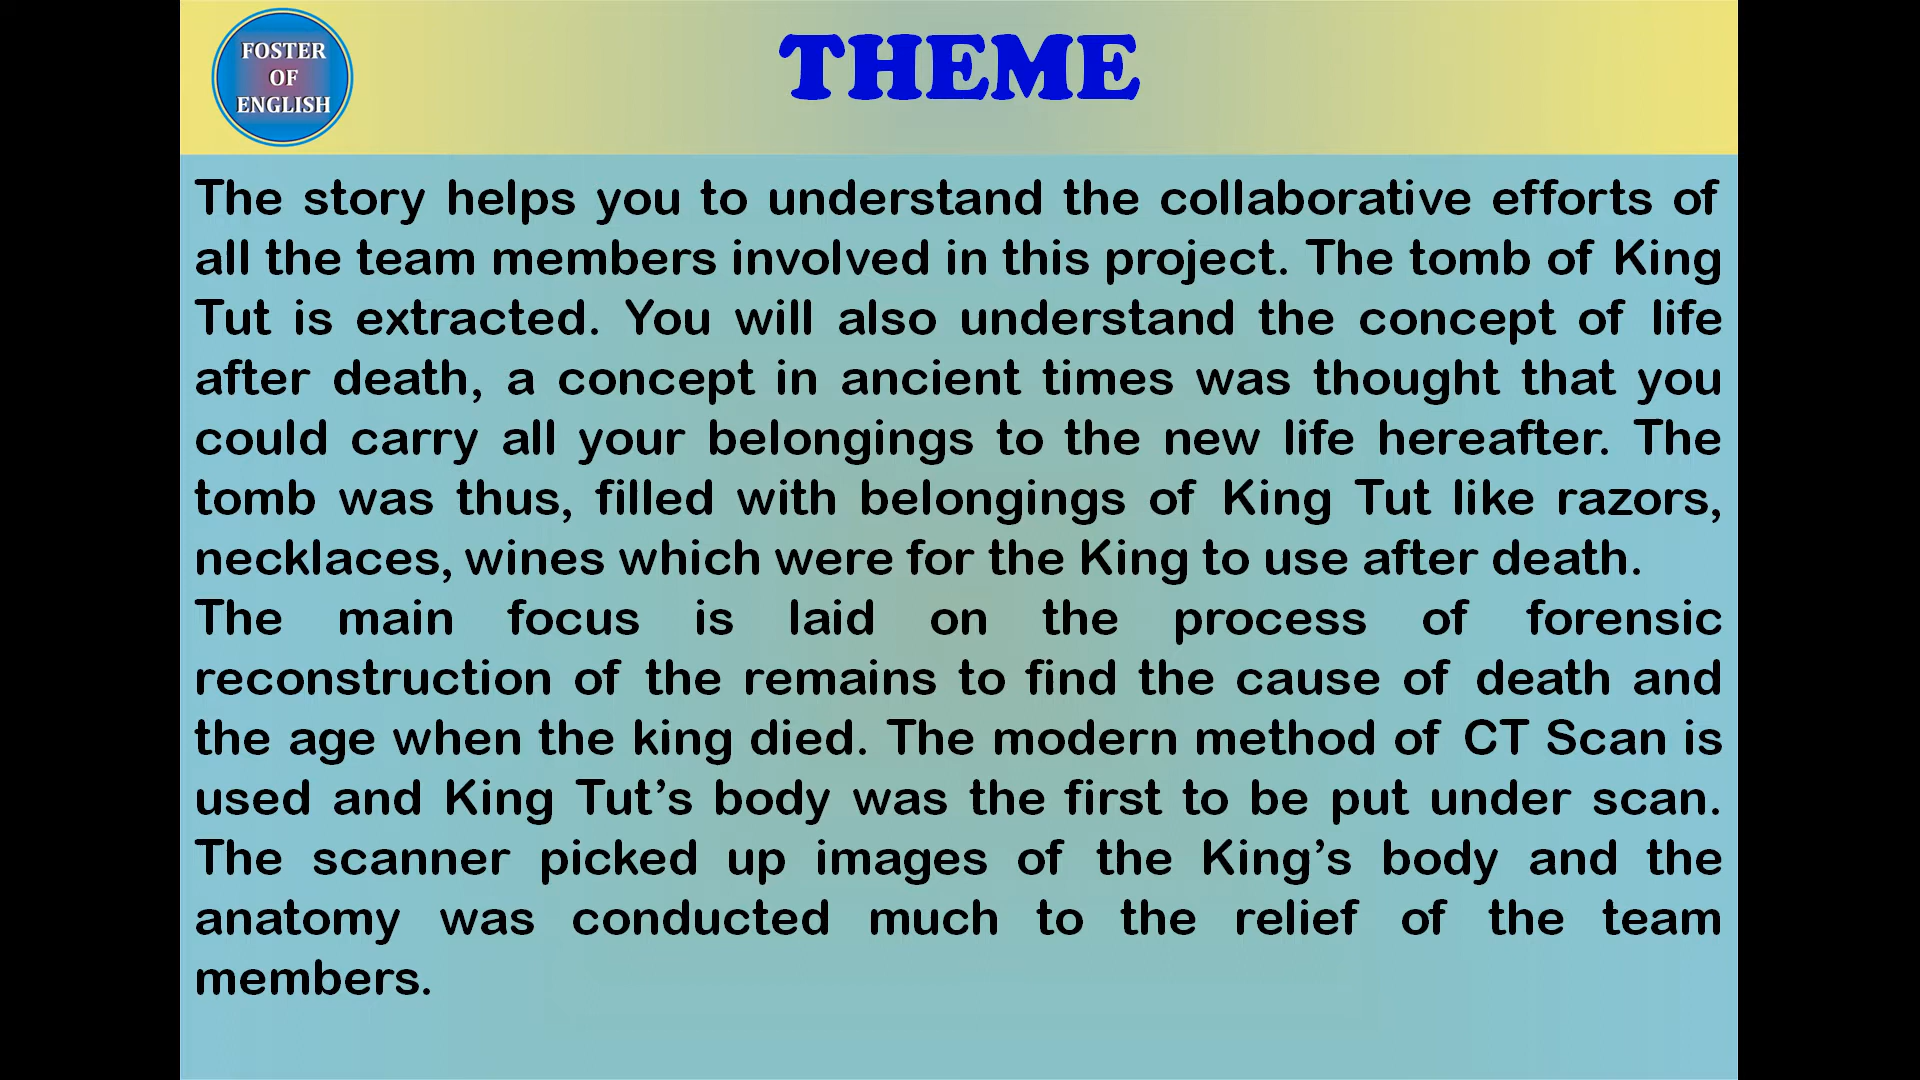 FOSTER
OF
ENGLISH
THEME
The story helps you to understand the collaborative efforts of
all the team members involved in this project. The tomb of King
Tut is extracted. You will also understand the concept of life
after death, a concept in ancient times was thought that you
could carry all your belongings to the new life hereafter. The
tomb was thus, filled with belongings of King Tut like razors,
necklaces, wines which were for the King to use after death.
The main focus is laid on the process of forensic
reconstruction of the remains to find the cause of death and
the age when the king died. The modern method of CT Scan is
used and King Tut’s body was the first to be put under scan.
The scanner picked up images of the King’s body and the
anatomy was conducted much to the relief of the team
members.